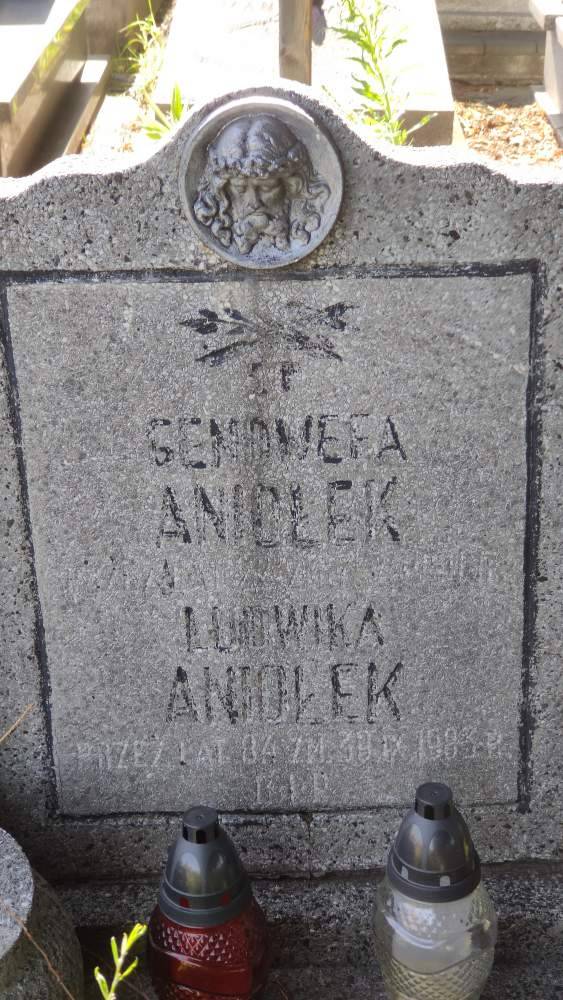 ŚP
GENOWEFA
ANIOŁEK
LUDWIKA
ANIOŁEK
PRZEŻ. LAT 84 ZM. 30 IX 1983 R.